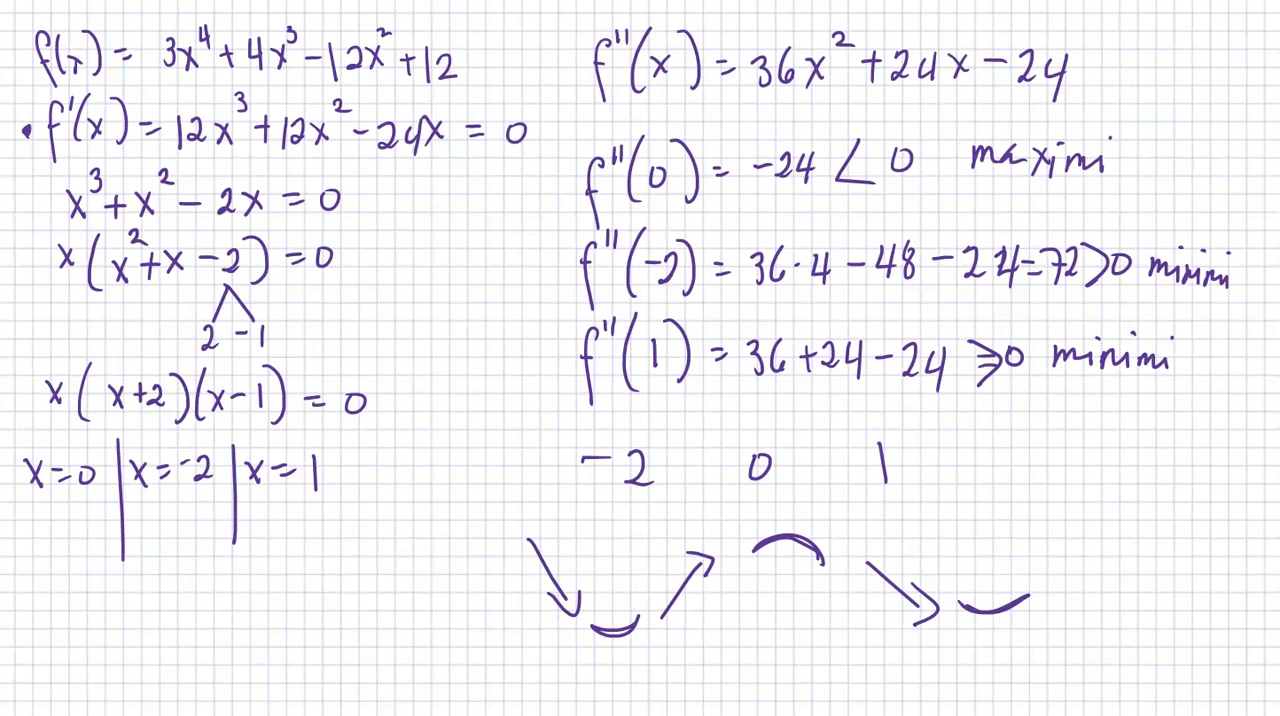 f(x) = 3x⁴ + 4x³ - 12x² + 12
• f'(x) = 12x³ + 12x² - 24x = 0
x³ + x² - 2x = 0
x(x² + x - 2) = 0
2 -1
x(x+2)(x-1) = 0
x=0 | x=-2 | x=1
f''(x) = 36x² + 24x - 24
f''(0) = -24 < 0 maximi
f''(-2) = 36·4 - 48 - 24 = 72 > 0 minimi
f''(1) = 36 + 24 - 24 > 0 minimi
-2 0 1